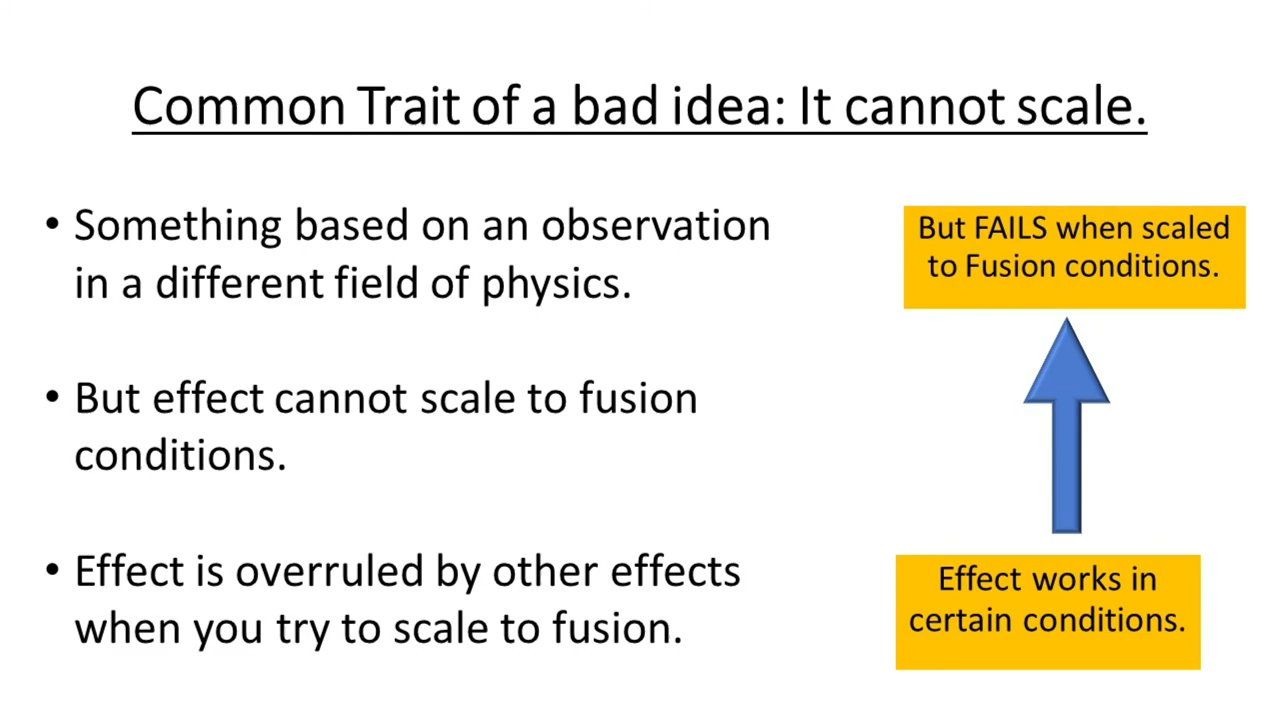 Common Trait of a bad idea: It cannot scale.
• Something based on an observation
in a different field of physics.
• But effect cannot scale to fusion
conditions.
• Effect is overruled by other effects
when you try to scale to fusion.
But FAILS when scaled
to Fusion conditions.
Effect works in
certain conditions.